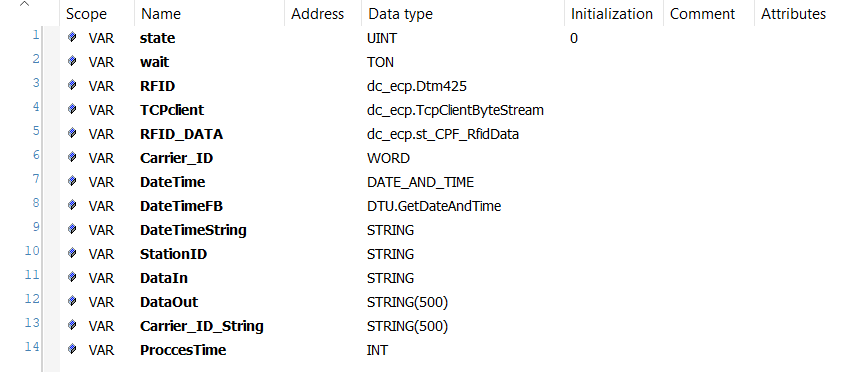 Scope Name Address Data type Initialization Comment Attributes
1 VAR state UINT 0
2 VAR wait TON
3 VAR RFID dc_ecp.Dtm425
4 VAR TCPclient dc_ecp.TcpClientByteStream
5 VAR RFID_DATA dc_ecp.st_CPF_RfidData
6 VAR Carrier_ID WORD
7 VAR DateTime DATE_AND_TIME
8 VAR DateTimeFB DTU.GetDateAndTime
9 VAR DateTimeString STRING
10 VAR StationID STRING
11 VAR DataIn STRING
12 VAR DataOut STRING(500)
13 VAR Carrier_ID_String STRING(500)
14 VAR ProccesTime INT